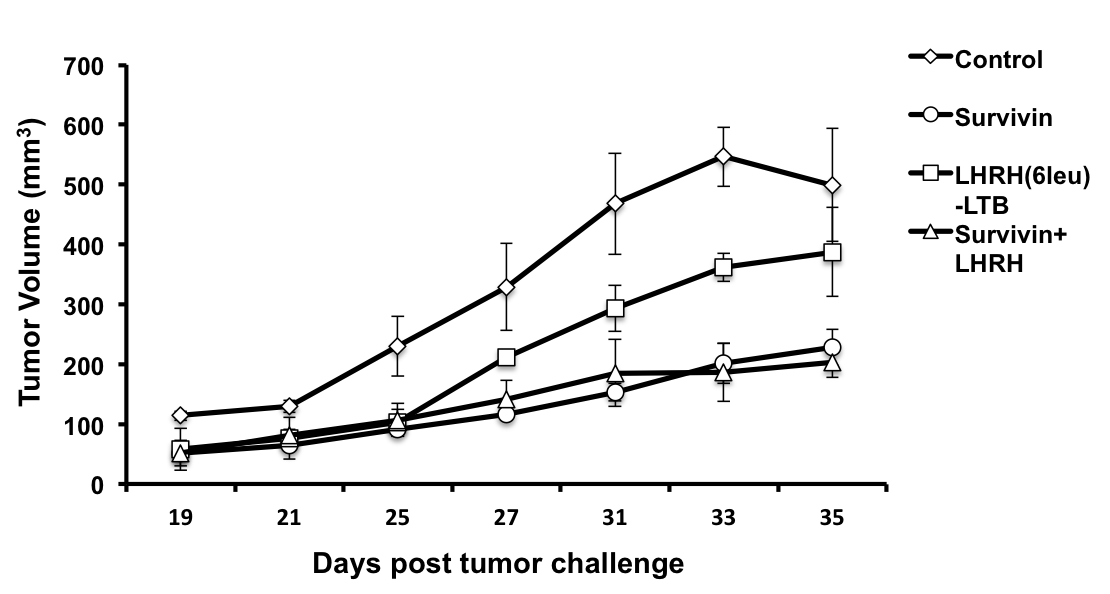 700
600
500
400
300
200
100
0
Tumor Volume (mm³)
19 21 25 27 31 33 35
Days post tumor challenge
Control
Survivin
LHRH(6leu)
-LTB
Survivin+
LHRH